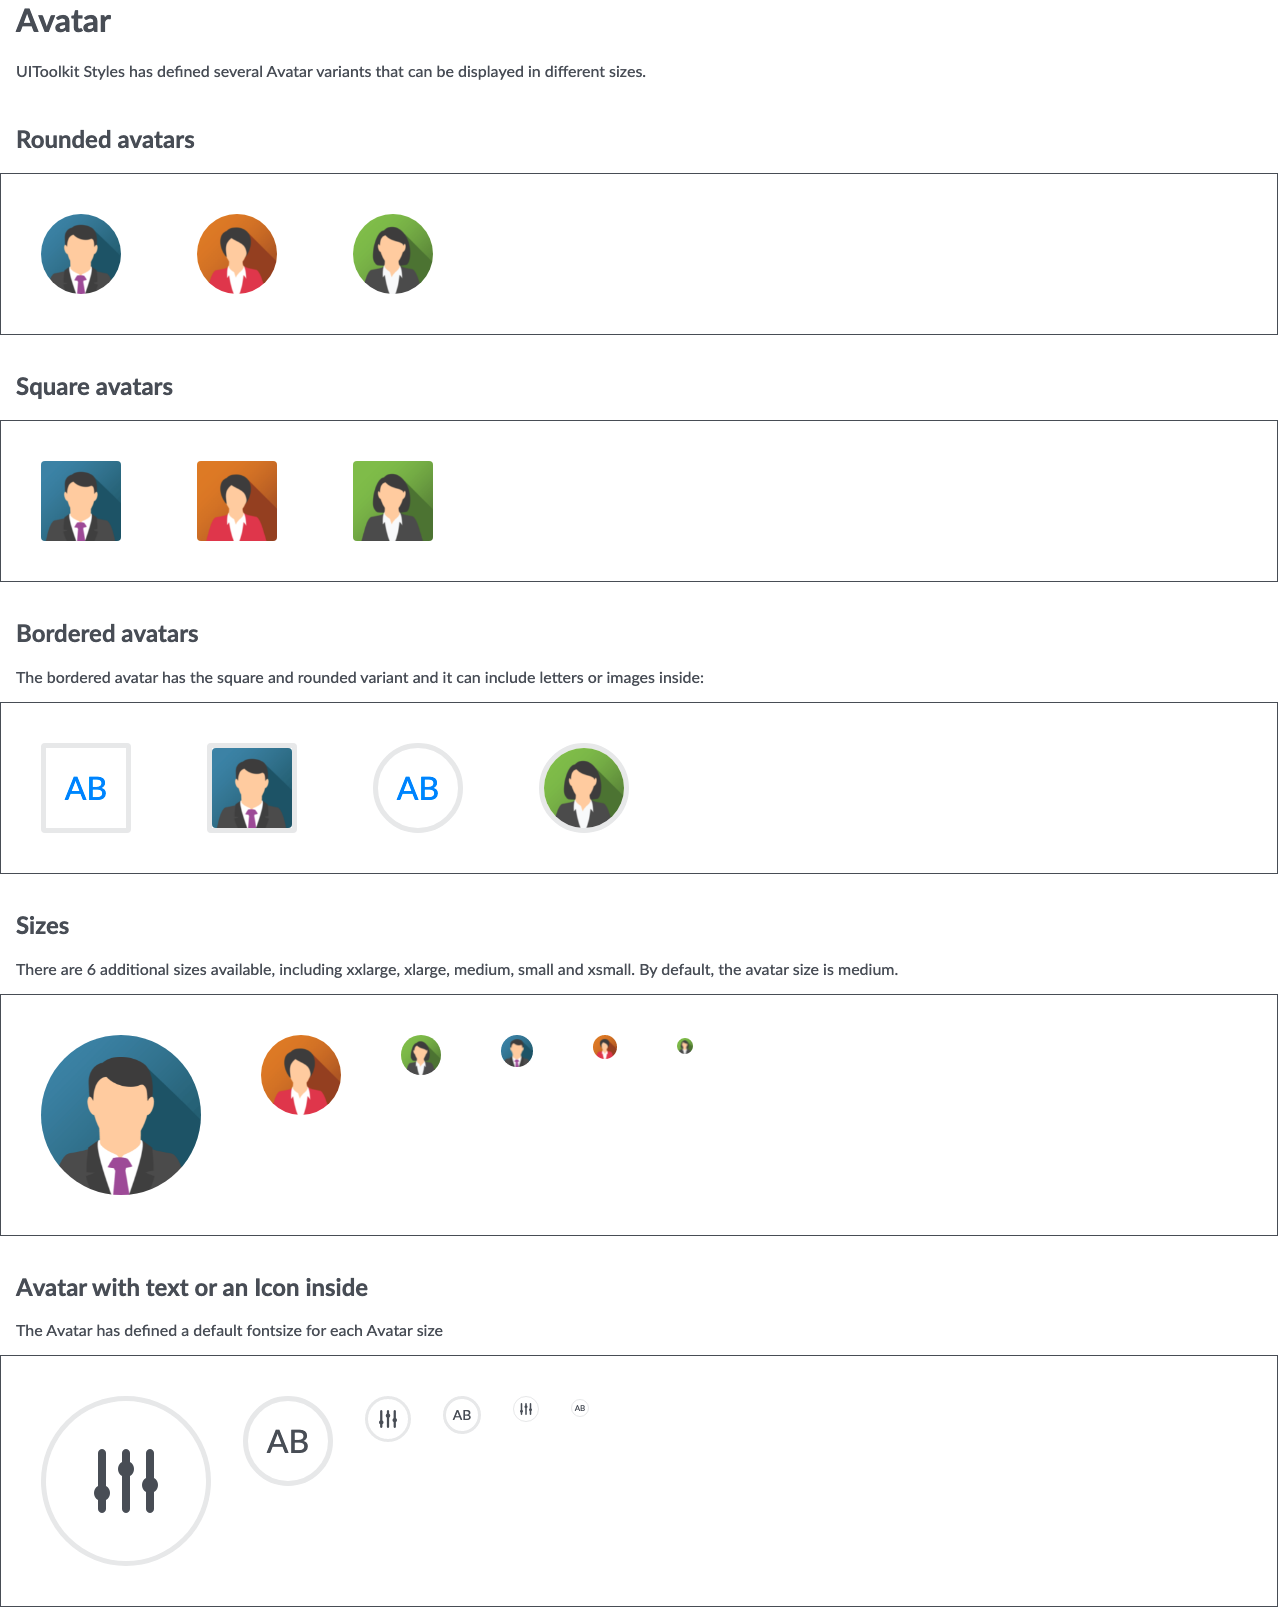 Avatar
UIToolkit Styles has defined several Avatar variants that can be displayed in different sizes.
Rounded avatars
Square avatars
Bordered avatars
The bordered avatar has the square and rounded variant and it can include letters or images inside:
AB AB
Sizes
There are 6 additional sizes available, including xxlarge, xlarge, medium, small and xsmall. By default, the avatar size is medium.
Avatar with text or an Icon inside
The Avatar has defined a default fontsize for each Avatar size
AB AB AB